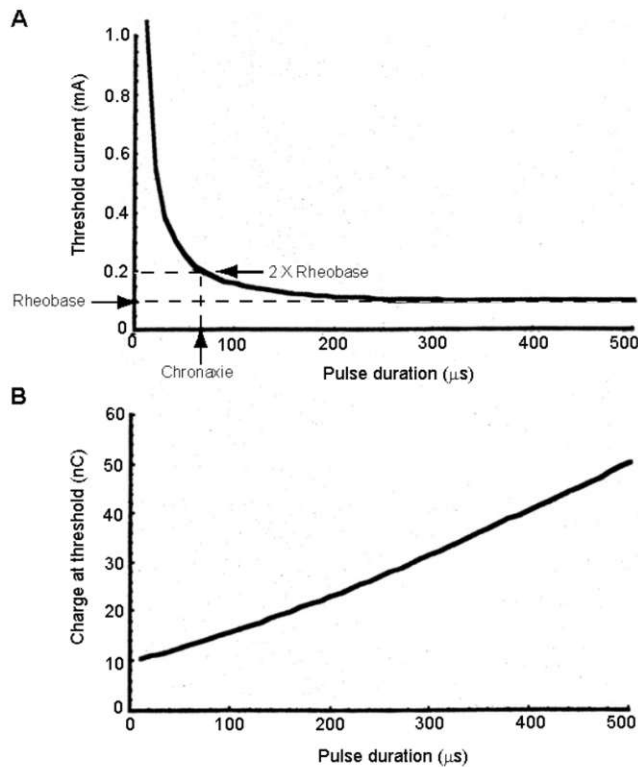 A
Threshold current (mA)
1.0
0.8
0.6
0.4
0.2
0
2 X Rheobase
Rheobase
0
100
200
300
400
500
Chronaxie
Pulse duration (μs)
B
Charge at threshold (nC)
60
50
40
30
20
10
0
0
100
200
300
400
500
Pulse duration (μs)